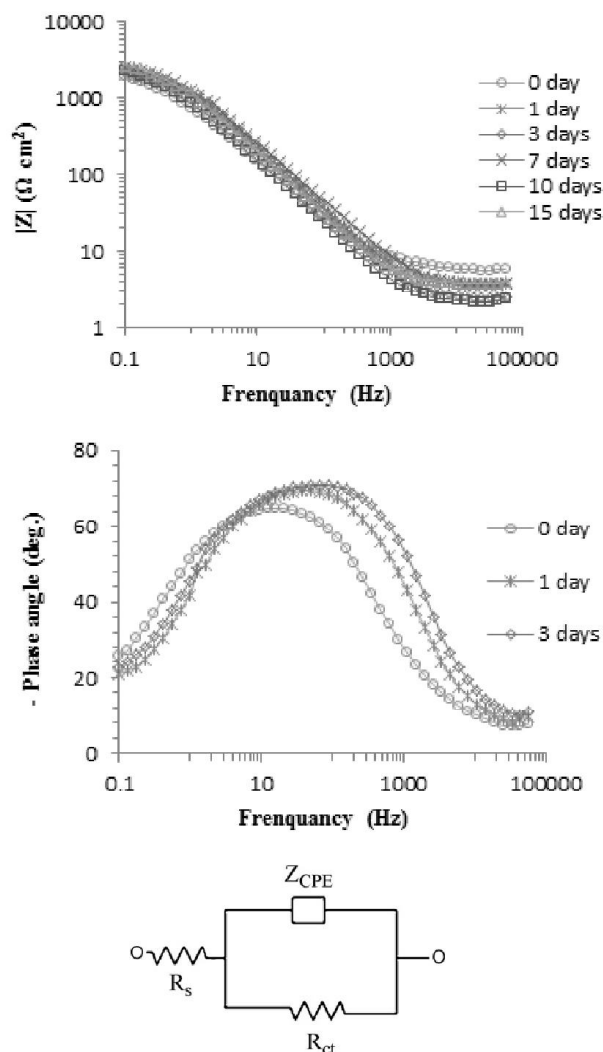 10000
1000
100
10
1
|Z| (Ω cm²)
0.1 10 1000 100000
Frenquancy (Hz)
0 day
1 day
3 days
7 days
10 days
15 days
80
60
40
20
0
- Phase angle (deg.)
0.1 10 1000 100000
Frenquancy (Hz)
0 day
1 day
3 days
Z_CPE
R_s
R_ct